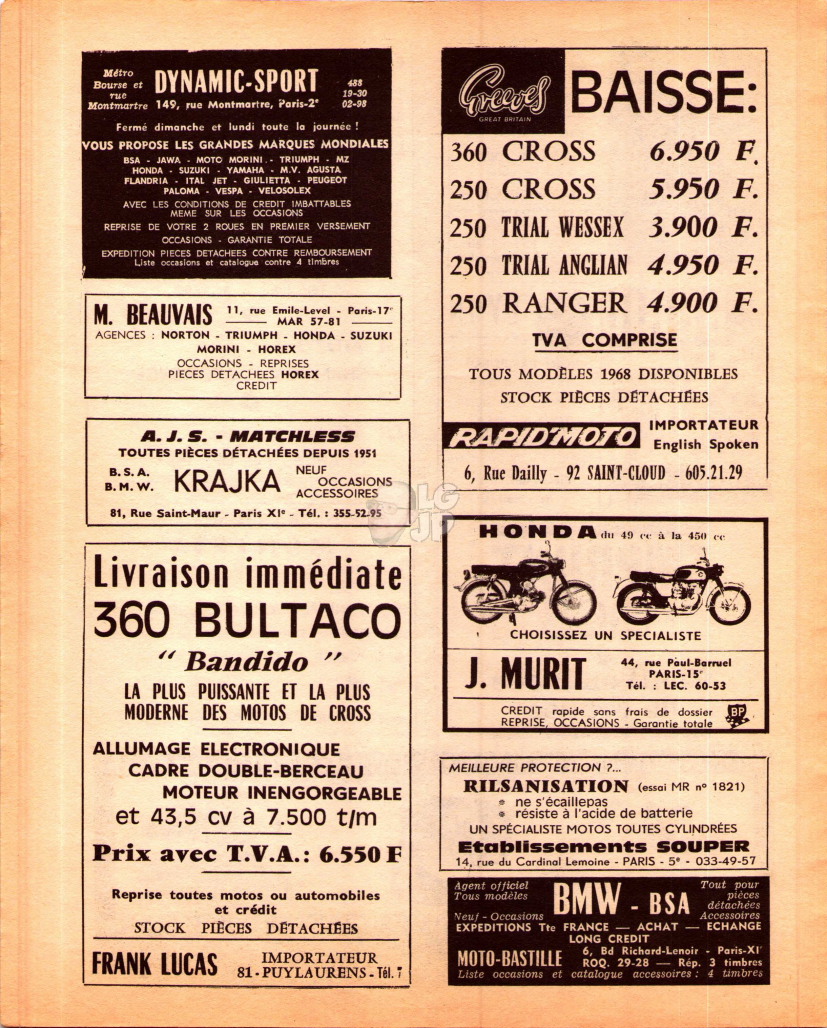 Métro
Bourse et
rue
Montmartre
DYNAMIC-SPORT
149, rue Montmartre, Paris-2e
488
19-30
02-98
Fermé dimanche et lundi toute la journée !
VOUS PROPOSE LES GRANDES MARQUES MONDIALES
BSA - JAWA - MOTO MORINI - TRIUMPH - MZ
HONDA - SUZUKI - YAMAHA - M.V. AGUSTA
FLANDRIA - ITAL JET - GIULIETTA - PEUGEOT
PALOMA - VESPA - VELOSOLEX
AVEC LES CONDITIONS DE CREDIT IMBATTABLES
MEME SUR LES OCCASIONS
REPRISE DE VOTRE 2 ROUES EN PREMIER VERSEMENT
OCCASIONS - GARANTIE TOTALE
EXPEDITION PIECES DETACHEES CONTRE REMBOURSEMENT
Liste occasions et catalogue contre 4 timbres
M. BEAUVAIS
11, rue Emile-Level - Paris-17e
MAR 57-81
AGENCES : NORTON - TRIUMPH - HONDA - SUZUKI
MORINI - HOREX
OCCASIONS - REPRISES
PIECES DETACHEES HOREX
CREDIT
A.J.S. - MATCHLESS
TOUTES PIÈCES DÉTACHÉES DEPUIS 1951
B.S.A.
B.M.W.
KRAJKA
NEUF
OCCASIONS
ACCESSOIRES
81, Rue Saint-Maur - Paris XIe - Tél. : 355-52-95
Livraison immédiate
360 BULTACO
“ Bandido ”
LA PLUS PUISSANTE ET LA PLUS
MODERNE DES MOTOS DE CROSS
ALLUMAGE ELECTRONIQUE
CADRE DOUBLE-BERCEAU
MOTEUR INENGORGEABLE
et 43,5 cv à 7.500 t/m
Prix avec T.V.A. : 6.550 F
Reprise toutes motos ou automobiles
et crédit
STOCK PIÈCES DÉTACHÉES
FRANK LUCAS
IMPORTATEUR
81 - PUYLAURENS - Tél. 7
Greeves
GREAT BRITAIN
BAISSE:
360 CROSS 6.950 F.
250 CROSS 5.950 F.
250 TRIAL WESSEX 3.900 F.
250 TRIAL ANGLIAN 4.950 F.
250 RANGER 4.900 F.
TVA COMPRISE
TOUS MODÈLES 1968 DISPONIBLES
STOCK PIÈCES DÉTACHÉES
RAPID'MOTO
IMPORTATEUR
English Spoken
6, Rue Dailly - 92 SAINT-CLOUD - 605.21.29
LG
JP
HONDA du 49 cc à la 450 cc
CHOISISSEZ UN SPECIALISTE
J. MURIT
44, rue Paul-Barruel
PARIS-15e
Tél. : LEC. 60-53
CREDIT rapide sans frais de dossier
REPRISE, OCCASIONS - Garantie totale
BP
MEILLEURE PROTECTION ?...
RILSANISATION (essai MR n° 1821)
ne s'écaillepas
résiste à l'acide de batterie
UN SPÉCIALISTE MOTOS TOUTES CYLINDRÉES
Etablissements SOUPER
14, rue du Cardinal Lemoine - PARIS - 5e - 033-49-57
Agent officiel
Tous modèles
Neuf - Occasions
BMW - BSA
Tout pour
pièces
détachées
Accessoires
EXPEDITIONS Tte FRANCE — ACHAT — ECHANGE
LONG CREDIT
MOTO-BASTILLE
6, Bd Richard-Lenoir - Paris-XIe
ROQ. 29-28 — Rép. 3 timbres
Liste occasions et catalogue accessoires : 4 timbres